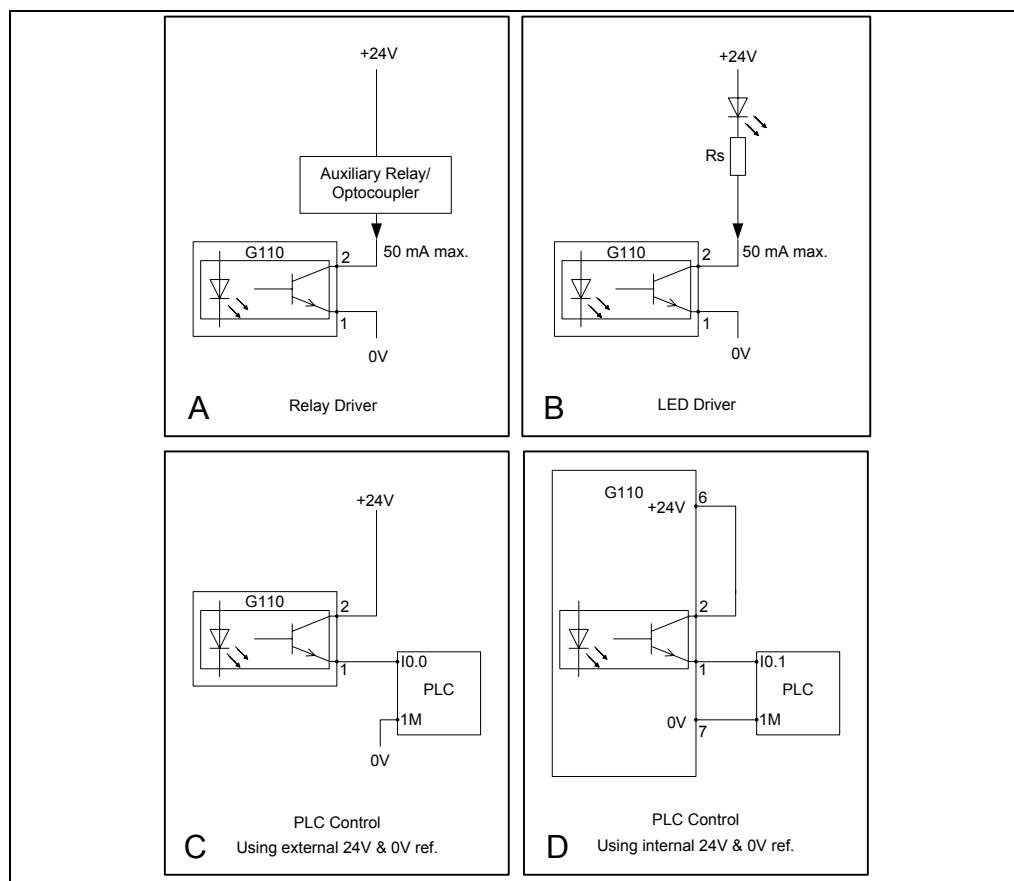 +24V
Auxiliary Relay/
Optocoupler
G110
2
50 mA max.
1
0V
A
Relay Driver
+24V
Rs
G110
2
50 mA max.
1
0V
B
LED Driver
+24V
G110
2
1
I0.0
PLC
1M
0V
PLC Control
C
Using external 24V & 0V ref.
G110
6
+24V
2
1
I0.1
PLC
0V
1M
7
PLC Control
D
Using internal 24V & 0V ref.